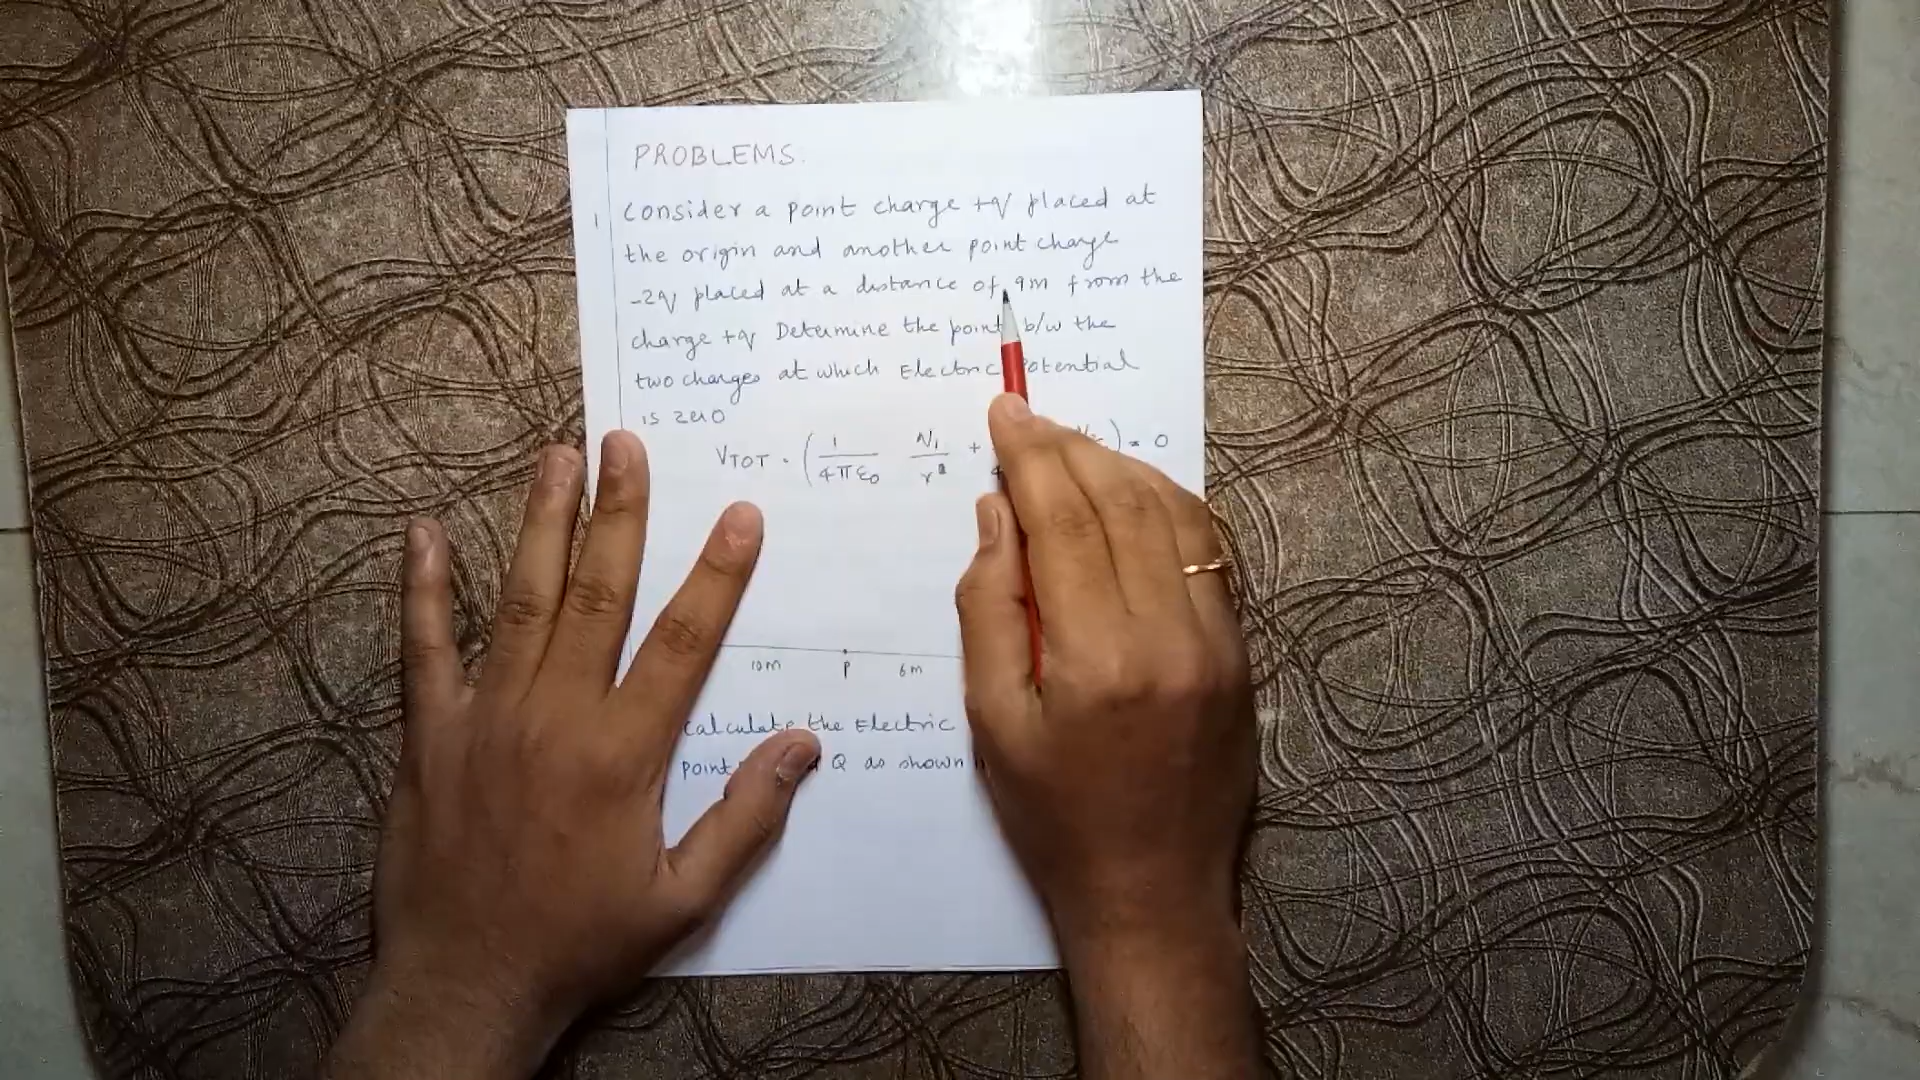 PROBLEMS.
1 Consider a point charge +q placed at
the origin and another point charge
-2q placed at a distance of 9m from the
charge +q Determine the point b/w the
two charges at which Electric Potential
is zero
VTOT = ( 1/4πε0 + ) = 0
10m P 6m
Calculate the Electric
point Q as shown